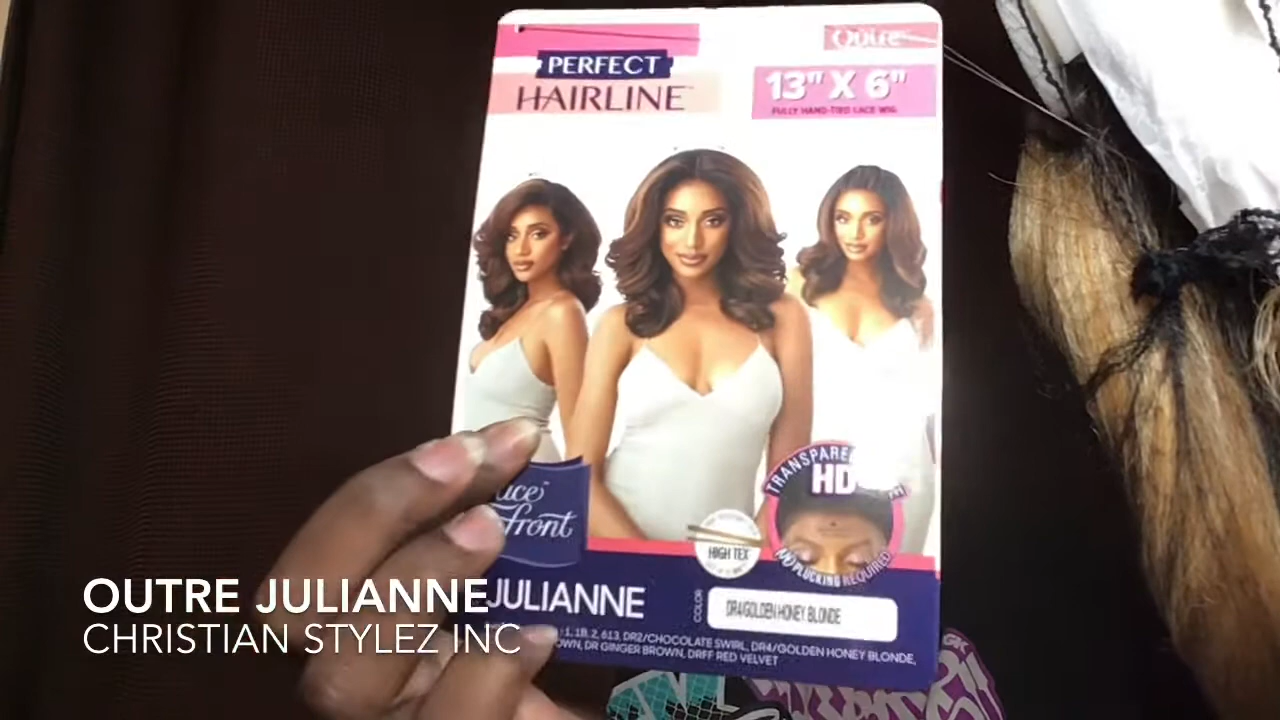 Outre
PERFECT
HAIRLINE
13" X 6"
FULLY HAND-TIED LACE WIG
front
TRANSPARE
HD
NO PLUCKING REQUIRED
HIGH TEX
JULIANNE
COLOR
DR4/GOLDEN HONEY BLONDE
1, 1B, 2, 613, DR2/CHOCOLATE SWIRL, DR4/GOLDEN HONEY BLONDE,
DR GINGER BROWN, DRFF RED VELVET
OUTRE JULIANNE
CHRISTIAN STYLEZ INC